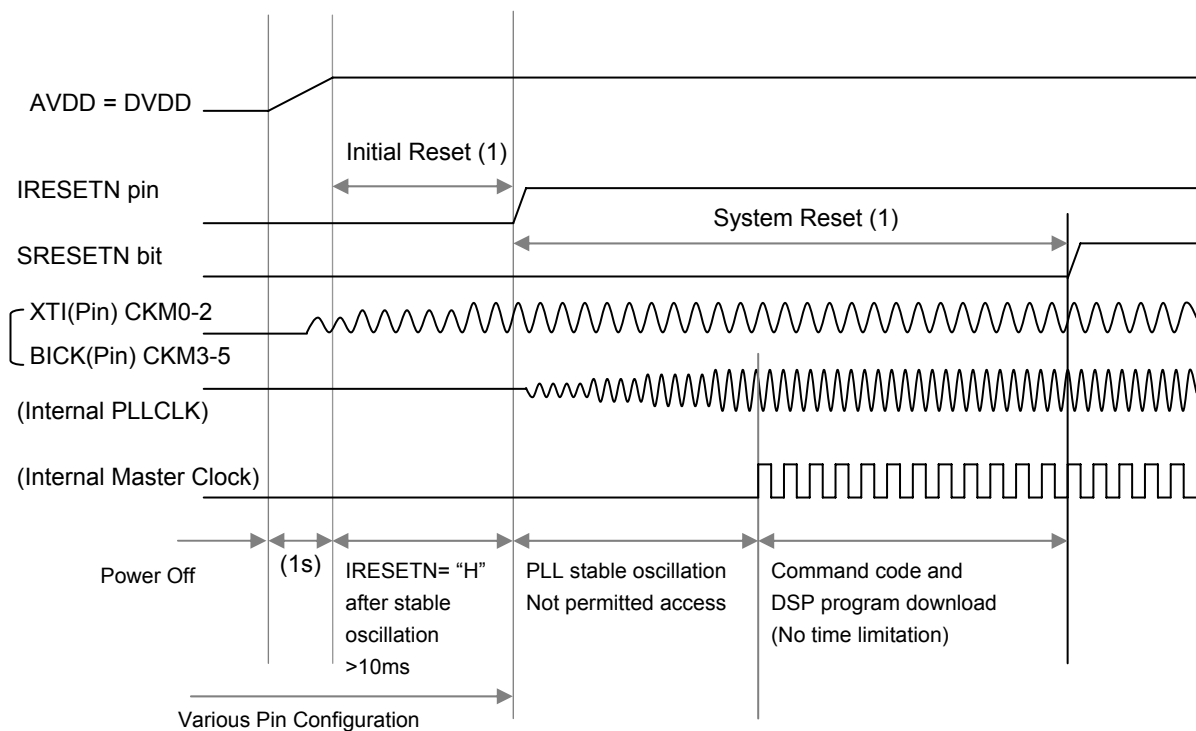 AVDD = DVDD
Initial Reset (1)
IRESETN pin
System Reset (1)
SRESETN bit
XTI(Pin) CKM0-2
BICK(Pin) CKM3-5
(Internal PLLCLK)
(Internal Master Clock)
Power Off
(1s)
IRESETN= “H”
after stable
oscillation
>10ms
PLL stable oscillation
Not permitted access
Command code and
DSP program download
(No time limitation)
Various Pin Configuration